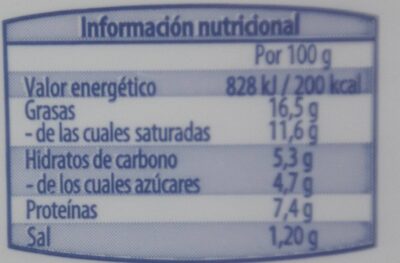 Información nutricional
Por 100 g
Valor energético 828 kJ / 200 kcal
Grasas 16,5 g
- de las cuales saturadas 11,6 g
Hidratos de carbono 5,3 g
- de los cuales azúcares 4,7 g
Proteínas 7,4 g
Sal 1,20 g